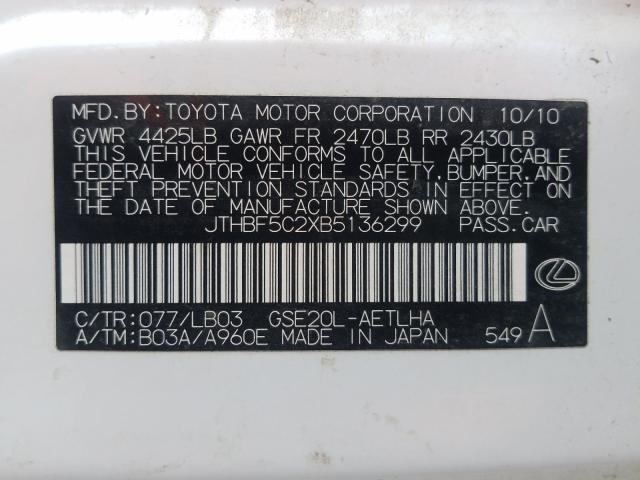 MFD.BY:TOYOTA MOTOR CORPORATION 10/10
GVWR 4425LB GAWR FR 2470LB RR 2430LB
THIS VEHICLE CONFORMS TO ALL APPLICABLE
FEDERAL MOTOR VEHICLE SAFETY,BUMPER,AND
THEFT PREVENTION STANDARDS IN EFFECT ON
THE DATE OF MANUFACTURE SHOWN ABOVE.
JTHBF5C2XB5136299 PASS.CAR
C/TR:077/LB03 GSE20L-AETLHA
A/TM:B03A/A960E MADE IN JAPAN 549 A